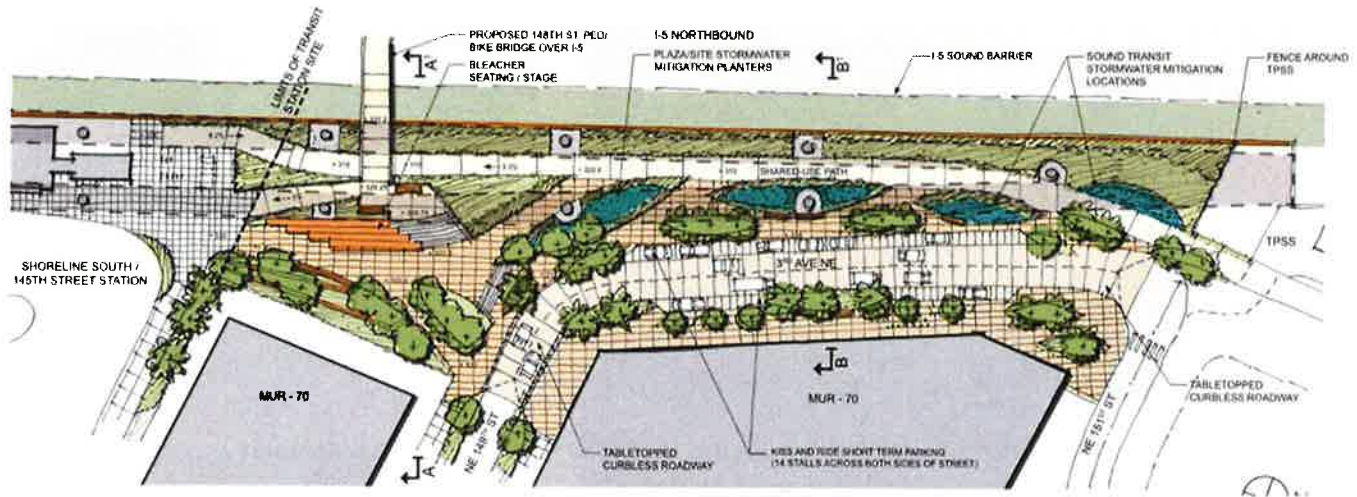 LIMITS OF TRANSIT
STATION SITE
PROPOSED 148TH ST. PED/
BIKE BRIDGE OVER I-5
BLEACHER
SEATING / STAGE
A
I-5 NORTHBOUND
PLAZA/SITE STORMWATER
MITIGATION PLANTERS
B
I-5 SOUND BARRIER
SOUND TRANSIT
STORMWATER MITIGATION
LOCATIONS
FENCE AROUND
TPSS
SHARED-USE PATH
SHORELINE SOUTH /
145TH STREET STATION
3RD AVE NE
TPSS
MUR - 70
B
MUR - 70
TABLETOPPED
CURBLESS ROADWAY
NE 151ST ST
NE 148TH ST
A
TABLETOPPED
CURBLESS ROADWAY
KISS AND RIDE SHORT TERM PARKING
(14 STALLS ACROSS BOTH SIDES OF STREET)